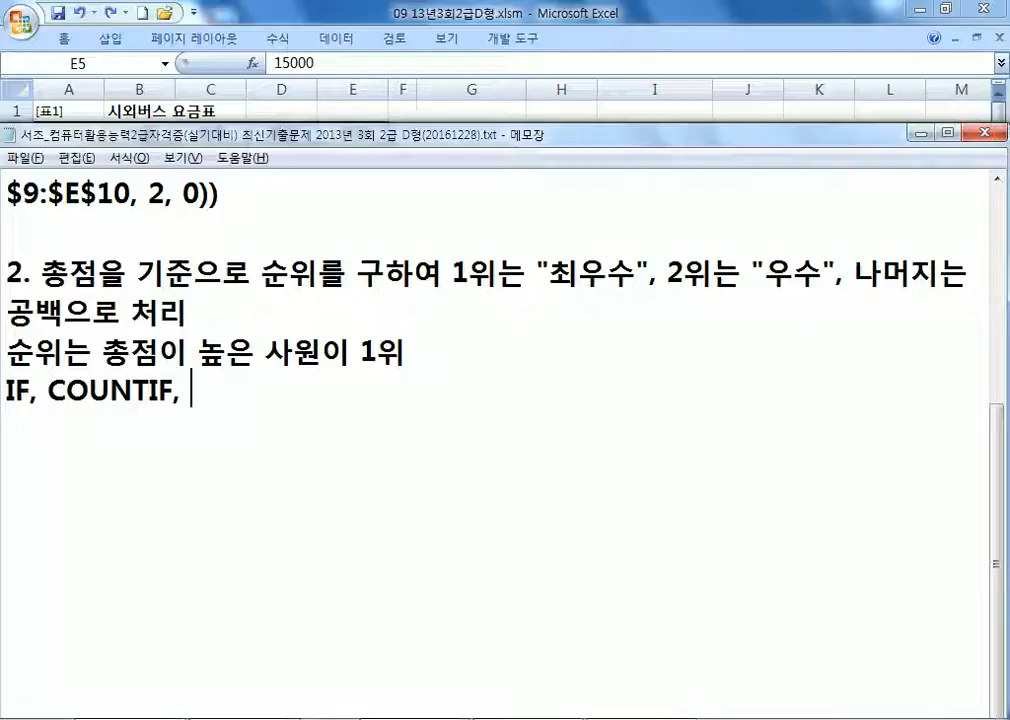 09 13년3회2급D형.xlsm - Microsoft Excel
홈 삽입 페이지 레이아웃 수식 데이터 검토 보기 개발 도구
E5 fx 15000
A B C D E F G H I J K L M
1 [표1] 시외버스 요금표
서조_컴퓨터활용능력2급자격증(실기대비) 최신기출문제 2013년 3회 2급 D형(20161228).txt - 메모장
파일(F) 편집(E) 서식(O) 보기(V) 도움말(H)
$9:$E$10, 2, 0))
2. 총점을 기준으로 순위를 구하여 1위는 "최우수", 2위는 "우수", 나머지는
공백으로 처리
순위는 총점이 높은 사원이 1위
IF, COUNTIF,